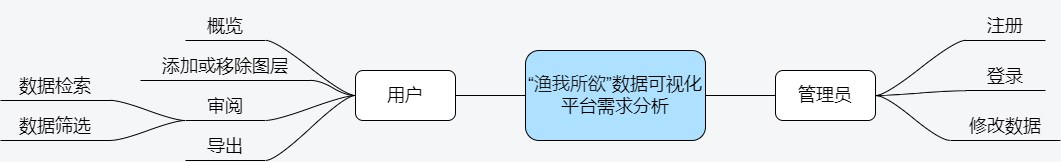 概览
添加或移除图层
数据检索
审阅
数据筛选
导出
用户
“渔我所欲”数据可视化
平台需求分析
管理员
注册
登录
修改数据